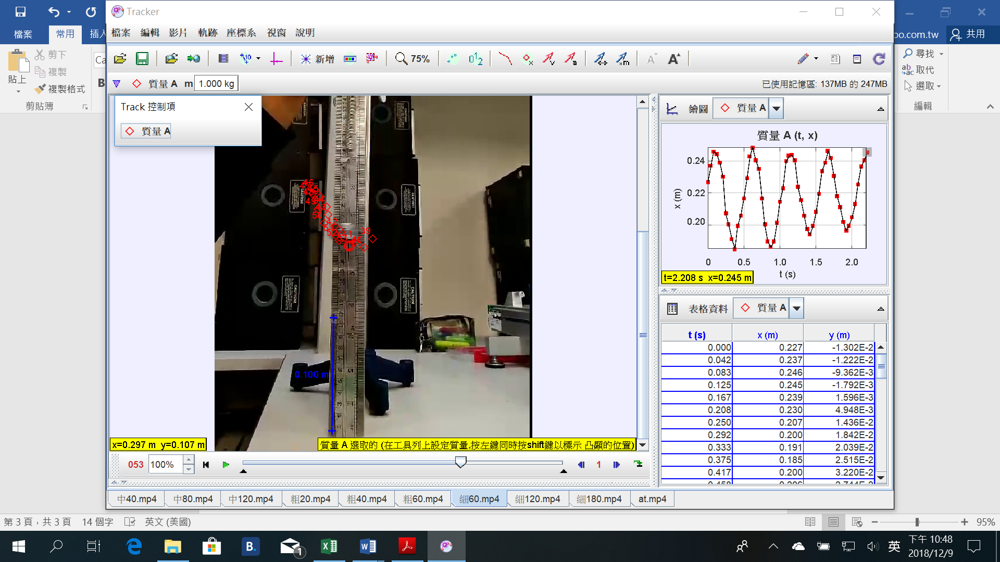 Tracker
檔案 常用 插入
檔案 編輯 影片 軌跡 座標系 視窗 說明
oo.com.tw 共用
剪下
複製
複製格式
貼上
剪貼簿
Ca
B
新增 75%
尋找
取代
選取
編輯
質量 A m 1.000 kg
已使用記憶區: 137MB 的 247MB
Track 控制項
質量 A
0.100 m
x=0.297 m y=0.107 m
質量 A 選取的 (在工具列上設定質量,按左鍵同時按shift鍵以標示 凸顯的位置)
053 100% 1
繪圖 質量 A
質量 A (t, x)
x (m)
0.24
0.22
0.20
0 0.5 1.0 1.5 2.0
t (s)
t=2.208 s x=0.245 m
表格資料 質量 A
t (s) x (m) y (m)
0.000 0.227 -1.302E-2
0.042 0.237 -1.222E-2
0.083 0.246 -9.362E-3
0.125 0.245 -1.792E-3
0.167 0.239 1.596E-3
0.208 0.230 4.948E-3
0.250 0.207 1.436E-2
0.292 0.200 1.842E-2
0.333 0.191 2.039E-2
0.375 0.185 2.515E-2
0.417 0.200 3.220E-2
中40.mp4 中80.mp4 中120.mp4 粗20.mp4 粗40.mp4 粗60.mp4 細60.mp4 細120.mp4 細180.mp4 at.mp4
第 3 頁，共 3 頁 14 個字 英文 (美國) 95%
B. 1 英 下午 10:48
2018/12/9